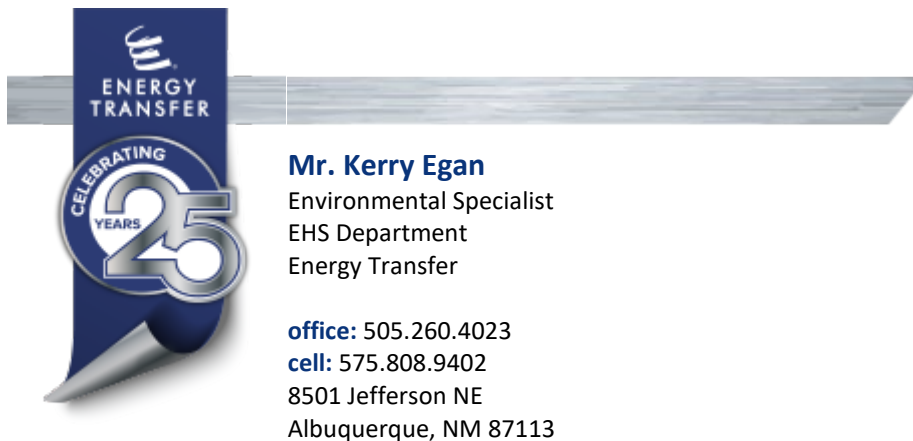 ENERGY
TRANSFER
CELEBRATING
25
YEARS
Mr. Kerry Egan
Environmental Specialist
EHS Department
Energy Transfer
office: 505.260.4023
cell: 575.808.9402
8501 Jefferson NE
Albuquerque, NM 87113